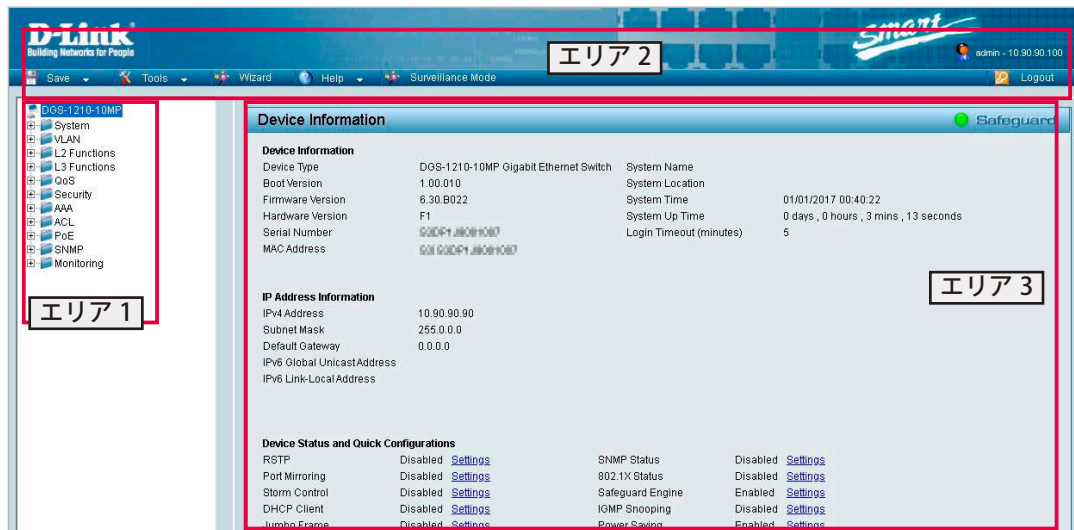 D-Link
Building Networks for People
smart
エリア 2
admin - 10.90.90.100
Save Tools Wizard Help Surveillance Mode Logout
DGS-1210-10MP
System
VLAN
L2 Functions
L3 Functions
QoS
Security
AAA
ACL
PoE
SNMP
Monitoring
エリア 1
Device Information
Safeguard
Device Information
Device Type DGS-1210-10MP Gigabit Ethernet Switch System Name
Boot Version 1.00.010 System Location
Firmware Version 6.30.B022 System Time 01/01/2017 00:40:22
Hardware Version F1 System Up Time 0 days , 0 hours , 3 mins , 13 seconds
Serial Number Login Timeout (minutes) 5
MAC Address
エリア 3
IP Address Information
IPv4 Address 10.90.90.90
Subnet Mask 255.0.0.0
Default Gateway 0.0.0.0
IPv6 Global Unicast Address
IPv6 Link-Local Address
Device Status and Quick Configurations
RSTP Disabled Settings SNMP Status Disabled Settings
Port Mirroring Disabled Settings 802.1X Status Disabled Settings
Storm Control Disabled Settings Safeguard Engine Enabled Settings
DHCP Client Disabled Settings IGMP Snooping Disabled Settings
Jumbo Frame Disabled Settings Power Saving Enabled Settings